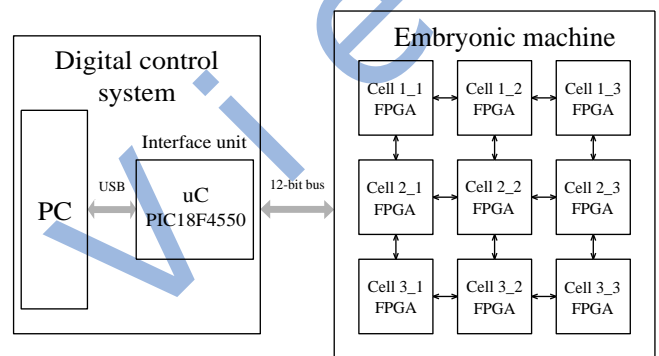 Digital control
system
Interface unit
PC
USB
uC
PIC18F4550
12-bit bus
Embryonic machine
Cell 1_1
FPGA
Cell 1_2
FPGA
Cell 1_3
FPGA
Cell 2_1
FPGA
Cell 2_2
FPGA
Cell 2_3
FPGA
Cell 3_1
FPGA
Cell 3_2
FPGA
Cell 3_3
FPGA
Vie